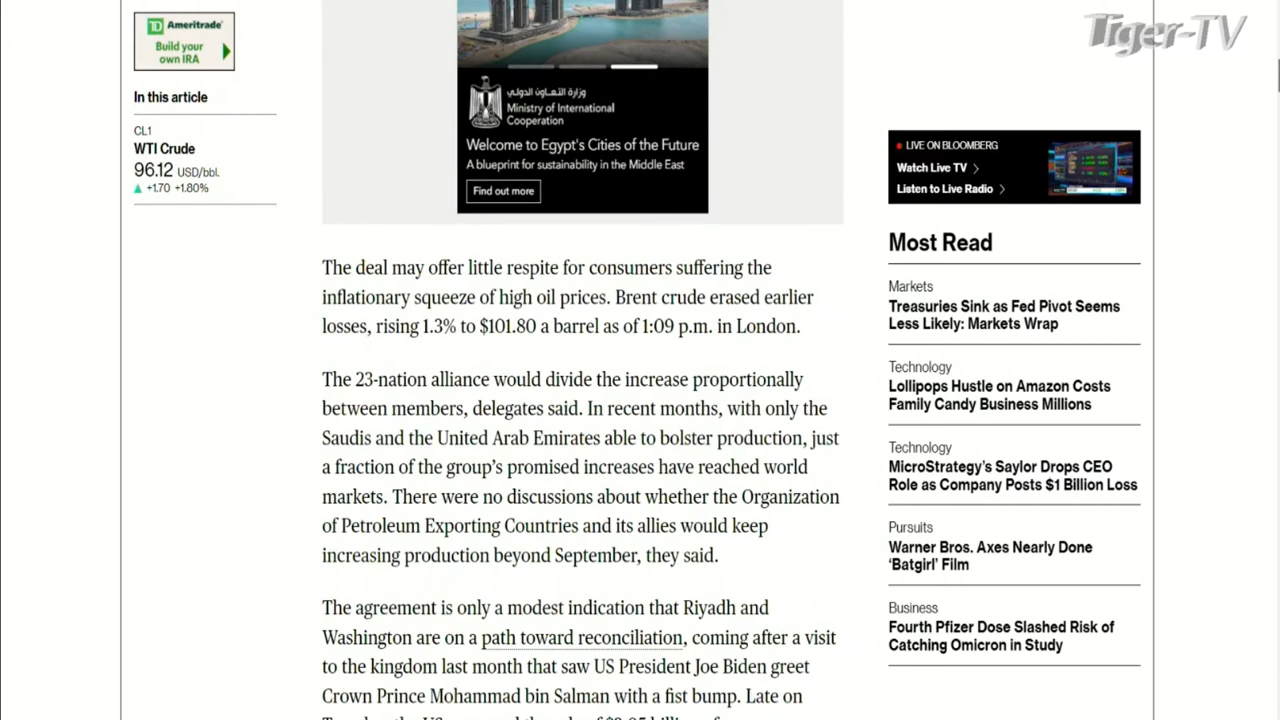 Tiger-TV
TD Ameritrade
Build your
own IRA
In this article
CL1
WTI Crude
96.12 USD/bbl.
▲ +1.70 +1.80%
وزارة التعاون الدولي
Ministry of International
Cooperation
Welcome to Egypt's Cities of the Future
A blueprint for sustainability in the Middle East
Find out more
The deal may offer little respite for consumers suffering the
inflationary squeeze of high oil prices. Brent crude erased earlier
losses, rising 1.3% to $101.80 a barrel as of 1:09 p.m. in London.
The 23-nation alliance would divide the increase proportionally
between members, delegates said. In recent months, with only the
Saudis and the United Arab Emirates able to bolster production, just
a fraction of the group’s promised increases have reached world
markets. There were no discussions about whether the Organization
of Petroleum Exporting Countries and its allies would keep
increasing production beyond September, they said.
The agreement is only a modest indication that Riyadh and
Washington are on a path toward reconciliation, coming after a visit
to the kingdom last month that saw US President Joe Biden greet
Crown Prince Mohammad bin Salman with a fist bump. Late on
LIVE ON BLOOMBERG
Watch Live TV
Listen to Live Radio
Most Read
Markets
Treasuries Sink as Fed Pivot Seems
Less Likely: Markets Wrap
Technology
Lollipops Hustle on Amazon Costs
Family Candy Business Millions
Technology
MicroStrategy’s Saylor Drops CEO
Role as Company Posts $1 Billion Loss
Pursuits
Warner Bros. Axes Nearly Done
‘Batgirl’ Film
Business
Fourth Pfizer Dose Slashed Risk of
Catching Omicron in Study